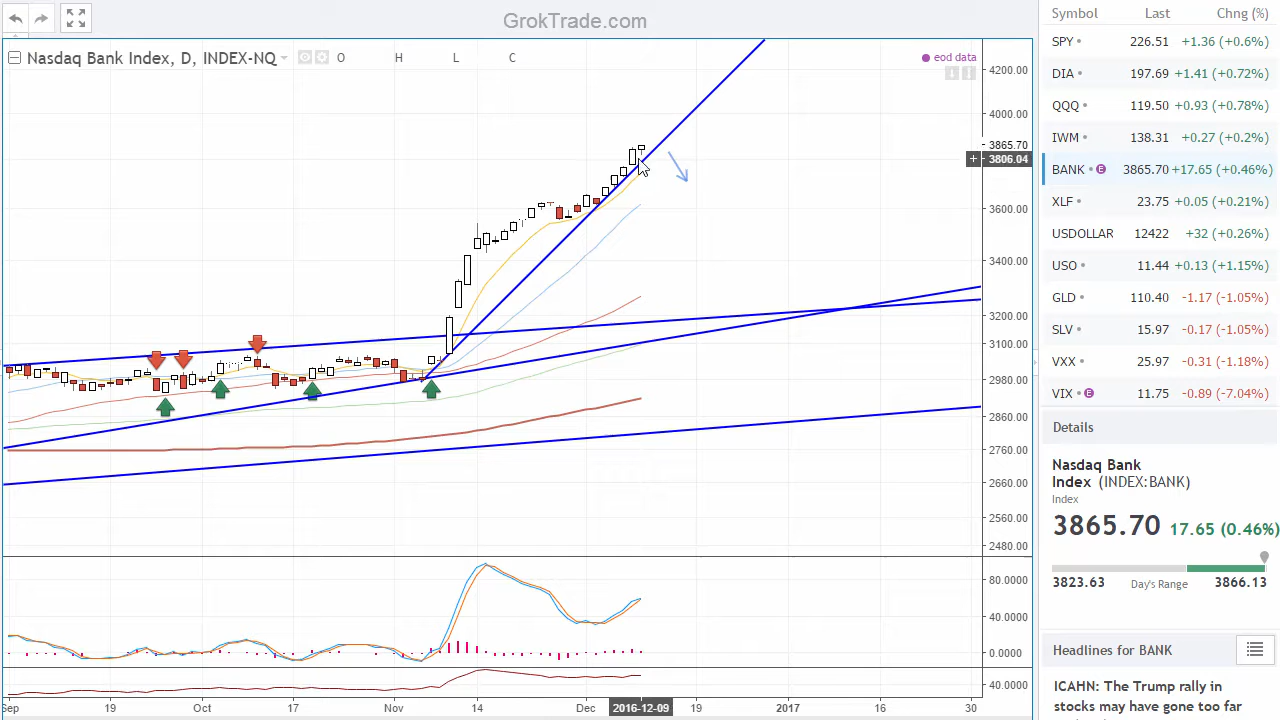 GrokTrade.com
Nasdaq Bank Index, D, INDEX-NQ O H L C
eod data
4200.00
4000.00
3865.70
+ 3806.04
3600.00
3400.00
3200.00
3100.00
2980.00
2860.00
2760.00
2660.00
2560.00
2480.00
80.0000
40.0000
0.0000
40.0000
Sep 19 Oct 17 Nov 14 Dec 2016-12-09 19 2017 16 30
Symbol Last Chng (%)
SPY 226.51 +1.36 (+0.6%)
DIA 197.69 +1.41 (+0.72%)
QQQ 119.50 +0.93 (+0.78%)
IWM 138.31 +0.27 (+0.2%)
BANK E 3865.70 +17.65 (+0.46%)
XLF 23.75 +0.05 (+0.21%)
USDOLLAR 12422 +32 (+0.26%)
USO 11.44 +0.13 (+1.15%)
GLD 110.40 -1.17 (-1.05%)
SLV 15.97 -0.17 (-1.05%)
VXX 25.97 -0.31 (-1.18%)
VIX E 11.75 -0.89 (-7.04%)
Details
Nasdaq Bank
Index (INDEX:BANK)
Index
3865.70 17.65 (0.46%)
3823.63 Day's Range 3866.13
Headlines for BANK
ICAHN: The Trump rally in
stocks may have gone too far